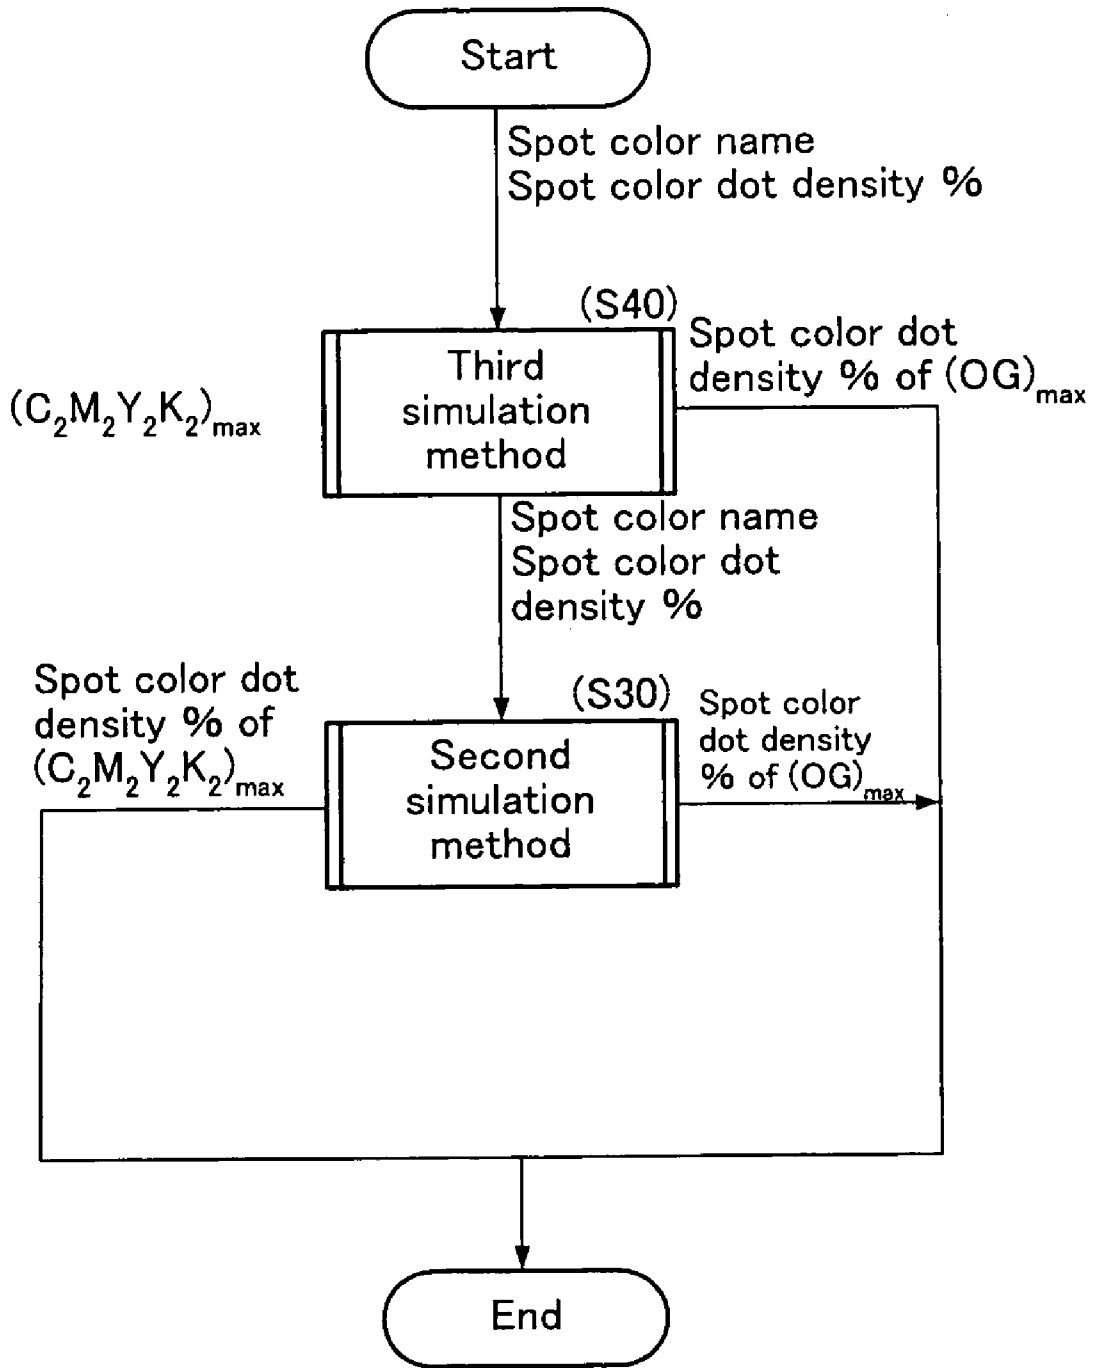 Start
Spot color name
Spot color dot density %
(S40)
Spot color dot
density % of (OG)max
(C2M2Y2K2)max
Third
simulation
method
Spot color name
Spot color dot
density %
Spot color dot
density % of
(C2M2Y2K2)max
(S30)
Second
simulation
method
Spot color
dot density
% of (OG)max
End